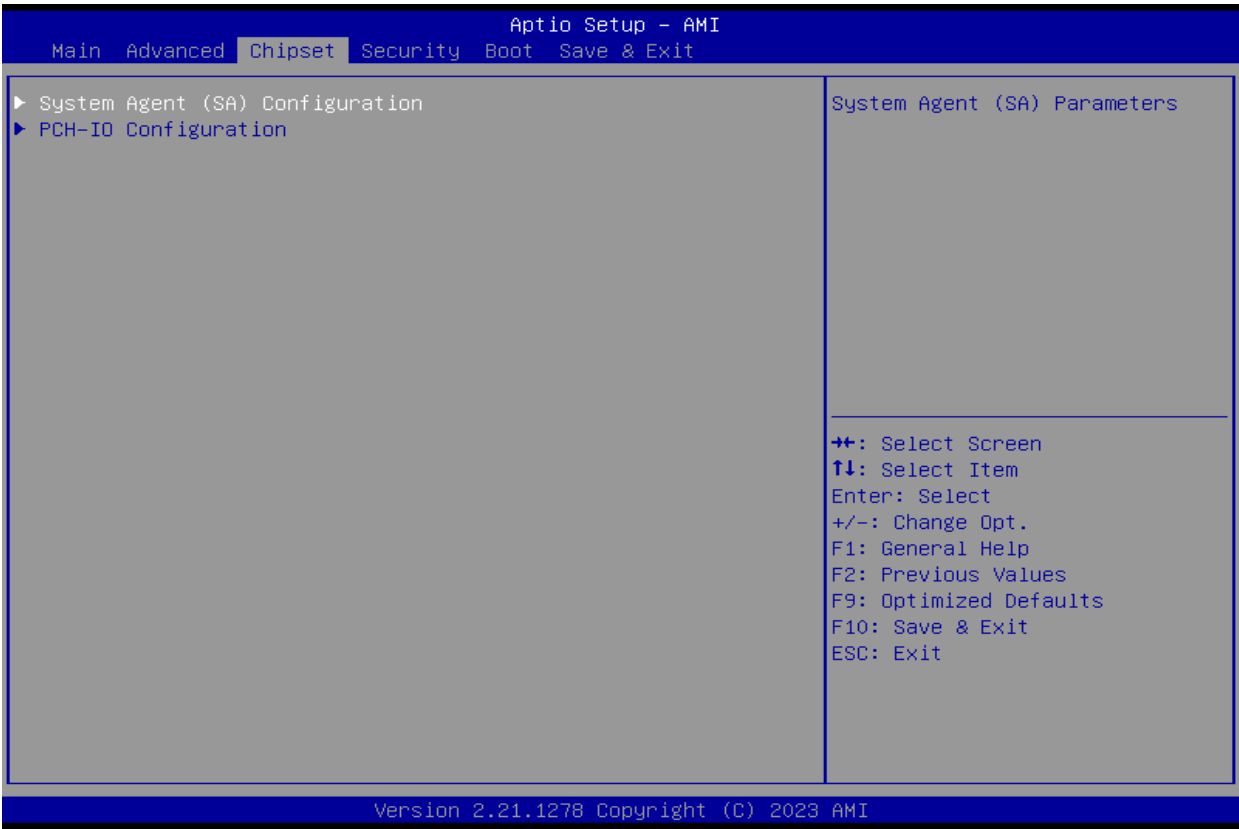 Aptio Setup – AMI
Main Advanced Chipset Security Boot Save & Exit
▶ System Agent (SA) Configuration
▶ PCH-IO Configuration
System Agent (SA) Parameters
→←: Select Screen
↑↓: Select Item
Enter: Select
+/-: Change Opt.
F1: General Help
F2: Previous Values
F9: Optimized Defaults
F10: Save & Exit
ESC: Exit
Version 2.21.1278 Copyright (C) 2023 AMI